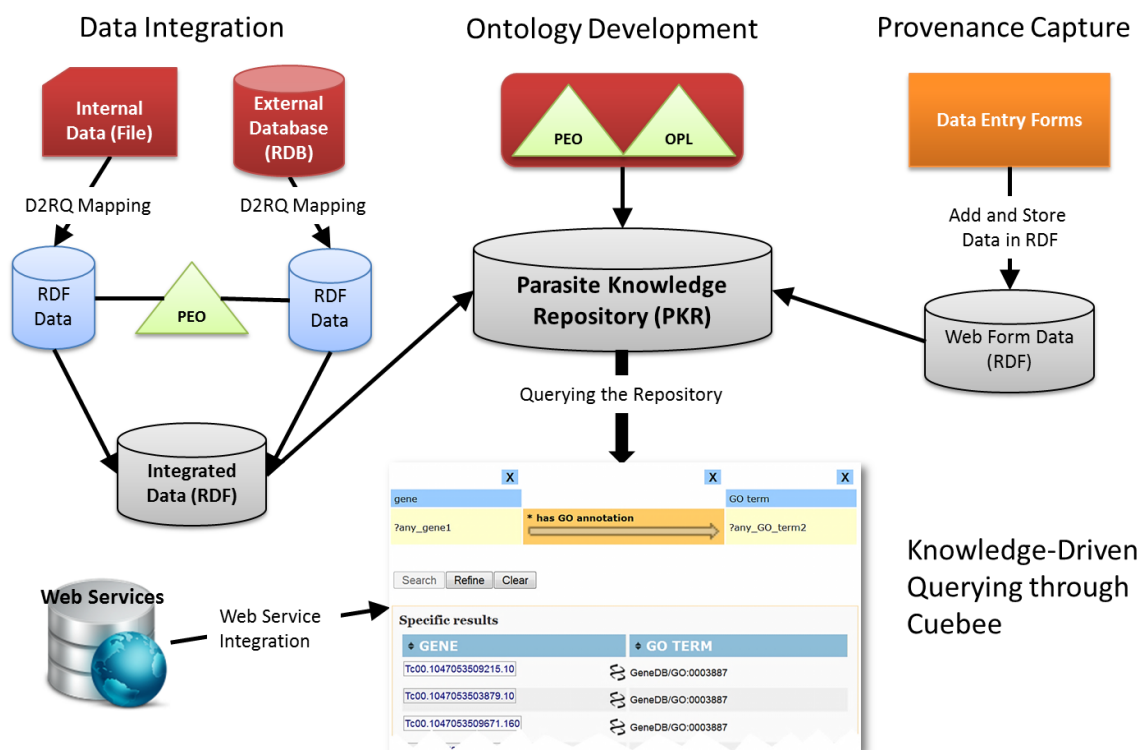 Data Integration
Ontology Development
Provenance Capture
Internal
Data (File)
External
Database
(RDB)
PEO
OPL
Data Entry Forms
D2RQ Mapping
D2RQ Mapping
Add and Store
Data in RDF
RDF
Data
PEO
RDF
Data
Parasite Knowledge
Repository (PKR)
Web Form Data
(RDF)
Querying the Repository
Integrated
Data (RDF)
X
X
X
gene
GO term
?any_gene1
* has GO annotation
?any_GO_term2
Knowledge-Driven
Querying through
Cuebee
Search
Refine
Clear
Web Services
Web Service
Integration
Specific results
GENE
GO TERM
Tc00.1047053509215.10
GeneDB/GO:0003887
Tc00.1047053503879.10
GeneDB/GO:0003887
Tc00.1047053509671.160
GeneDB/GO:0003887